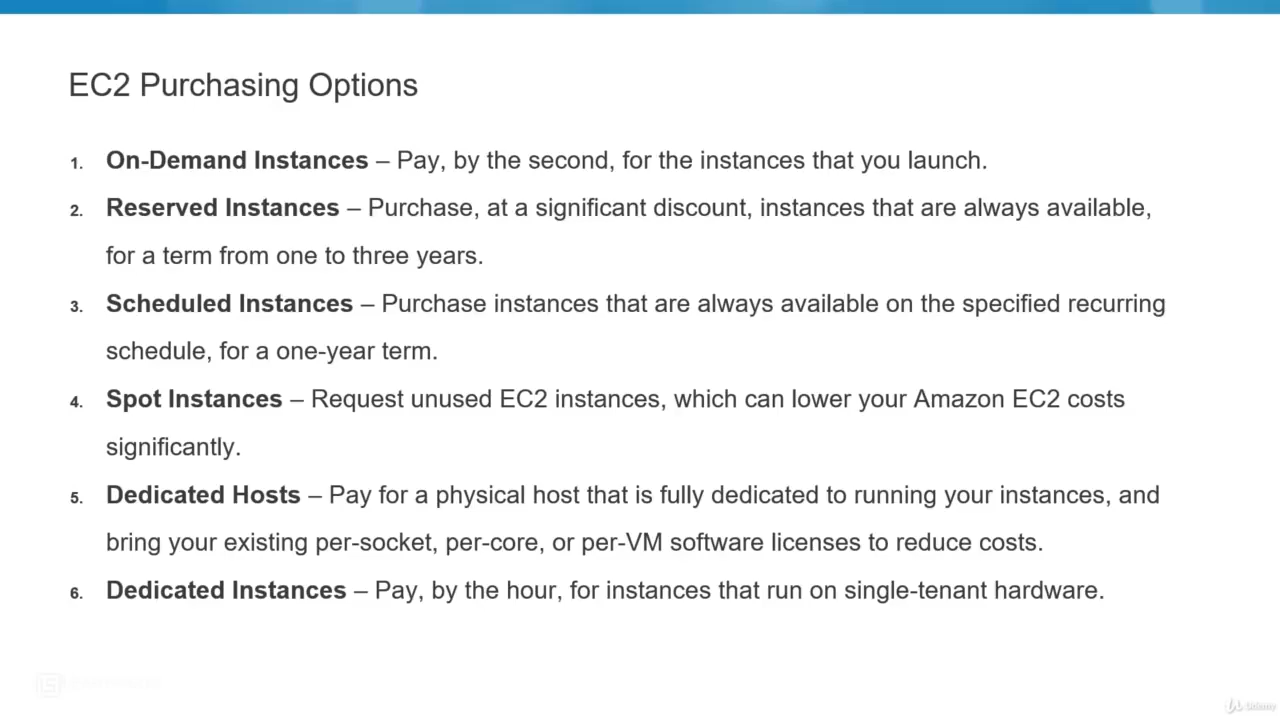 EC2 Purchasing Options
1. On-Demand Instances – Pay, by the second, for the instances that you launch.
2. Reserved Instances – Purchase, at a significant discount, instances that are always available,
for a term from one to three years.
3. Scheduled Instances – Purchase instances that are always available on the specified recurring
schedule, for a one-year term.
4. Spot Instances – Request unused EC2 instances, which can lower your Amazon EC2 costs
significantly.
5. Dedicated Hosts – Pay for a physical host that is fully dedicated to running your instances, and
bring your existing per-socket, per-core, or per-VM software licenses to reduce costs.
6. Dedicated Instances – Pay, by the hour, for instances that run on single-tenant hardware.
Udemy